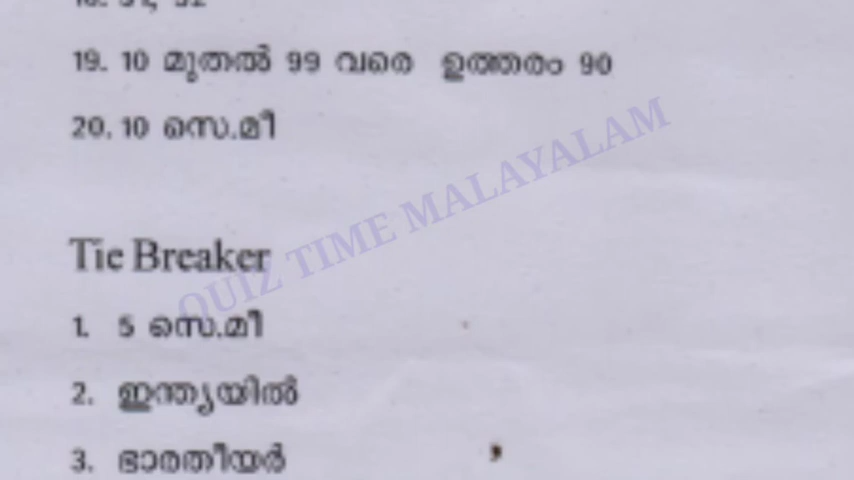 19. 10 മുതൽ 99 വരെ ഉത്തരം 90
20. 10 സെ.മീ
QUIZ TIME MALAYALAM
Tie Breaker
1. 5 സെ.മീ
2. ഇന്ത്യയിൽ
3. ഭാരതീയർ